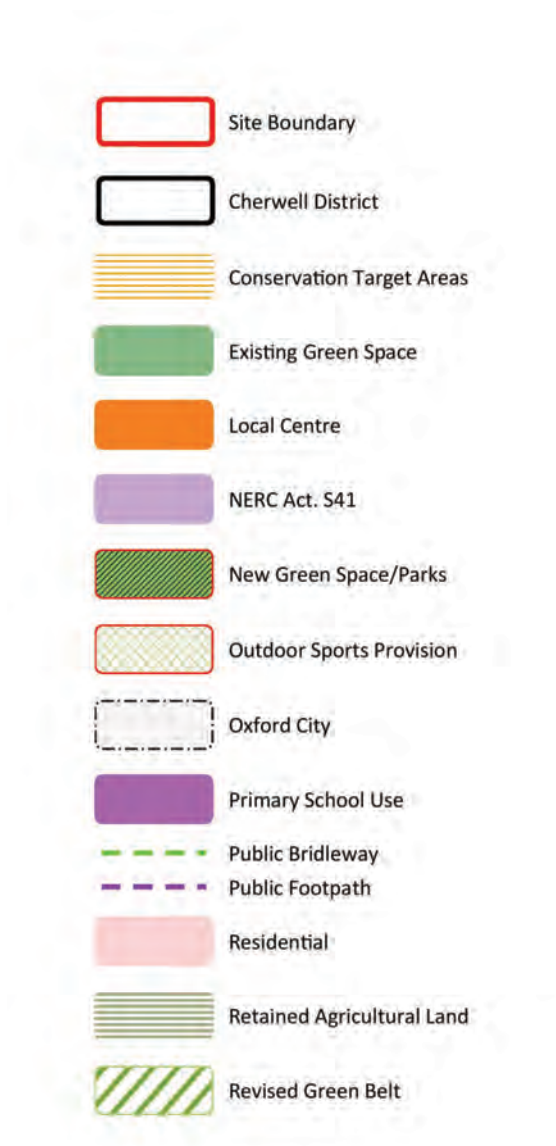 Site Boundary
Cherwell District
Conservation Target Areas
Existing Green Space
Local Centre
NERC Act. S41
New Green Space/Parks
Outdoor Sports Provision
Oxford City
Primary School Use
Public Bridleway
Public Footpath
Residential
Retained Agricultural Land
Revised Green Belt